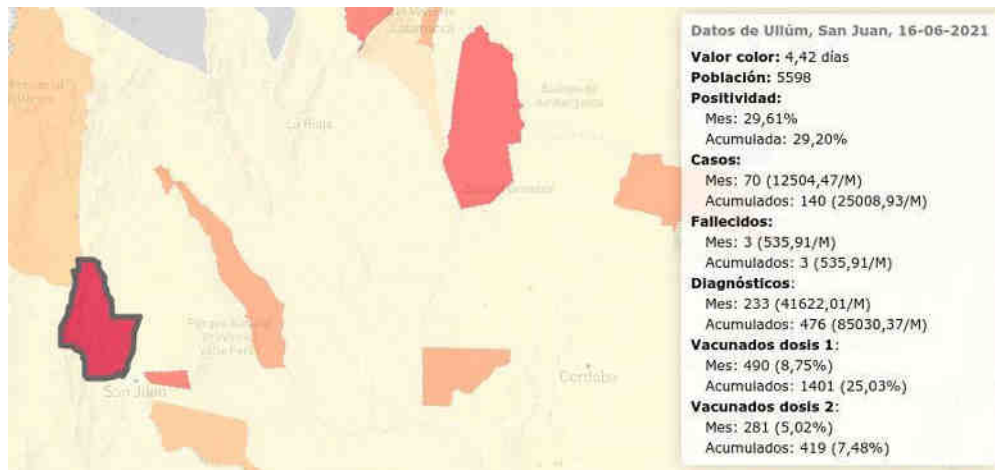 La Rioja
San Juan
Córdoba
Datos de Ullúm, San Juan, 16-06-2021
Valor color: 4,42 días
Población: 5598
Positividad:
Mes: 29,61%
Acumulada: 29,20%
Casos:
Mes: 70 (12504,47/M)
Acumulados: 140 (25008,93/M)
Fallecidos:
Mes: 3 (535,91/M)
Acumulados: 3 (535,91/M)
Diagnósticos:
Mes: 233 (41622,01/M)
Acumulados: 476 (85030,37/M)
Vacunados dosis 1:
Mes: 490 (8,75%)
Acumulados: 1401 (25,03%)
Vacunados dosis 2:
Mes: 281 (5,02%)
Acumulados: 419 (7,48%)